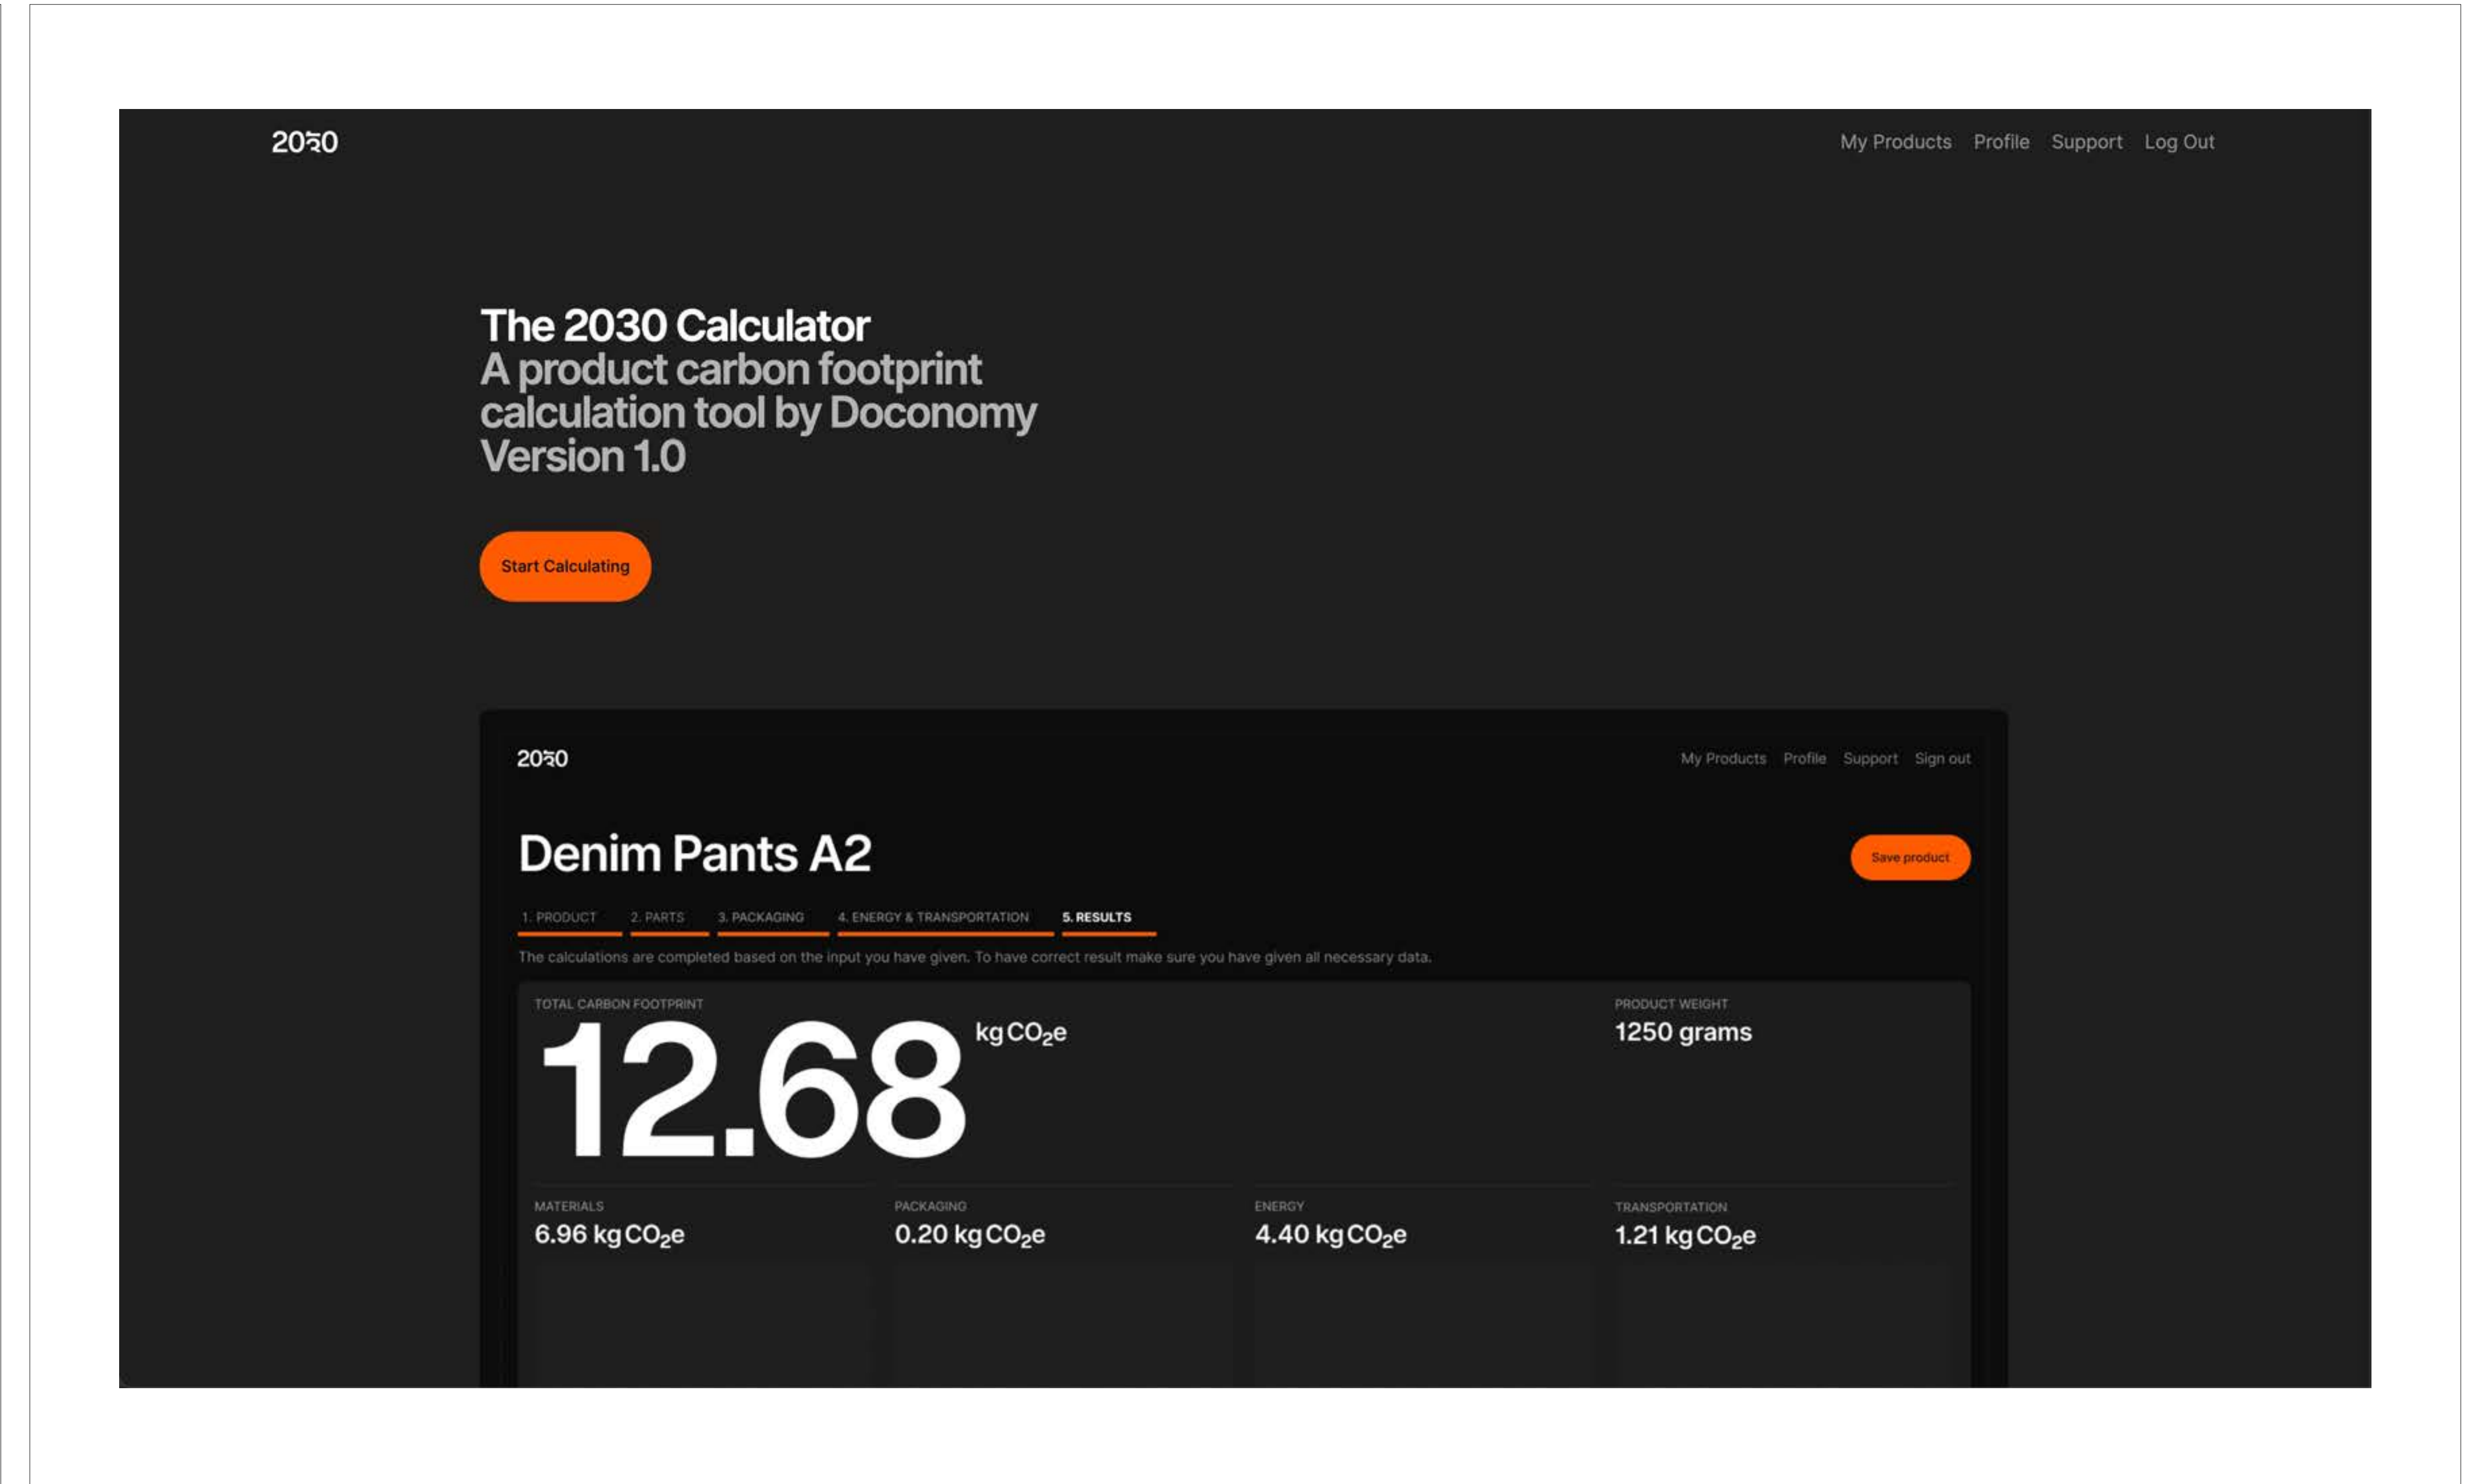 2030
My Products Profile Support Log Out
The 2030 Calculator
A product carbon footprint
calculation tool by Doconomy
Version 1.0
Start Calculating
2030
My Products Profile Support Sign out
Denim Pants A2
Save product
1. PRODUCT 2. PARTS 3. PACKAGING 4. ENERGY & TRANSPORTATION 5. RESULTS
The calculations are completed based on the input you have given. To have correct result make sure you have given all necessary data.
TOTAL CARBON FOOTPRINT
12.68 kg CO₂e
PRODUCT WEIGHT
1250 grams
MATERIALS
6.96 kg CO₂e
PACKAGING
0.20 kg CO₂e
ENERGY
4.40 kg CO₂e
TRANSPORTATION
1.21 kg CO₂e